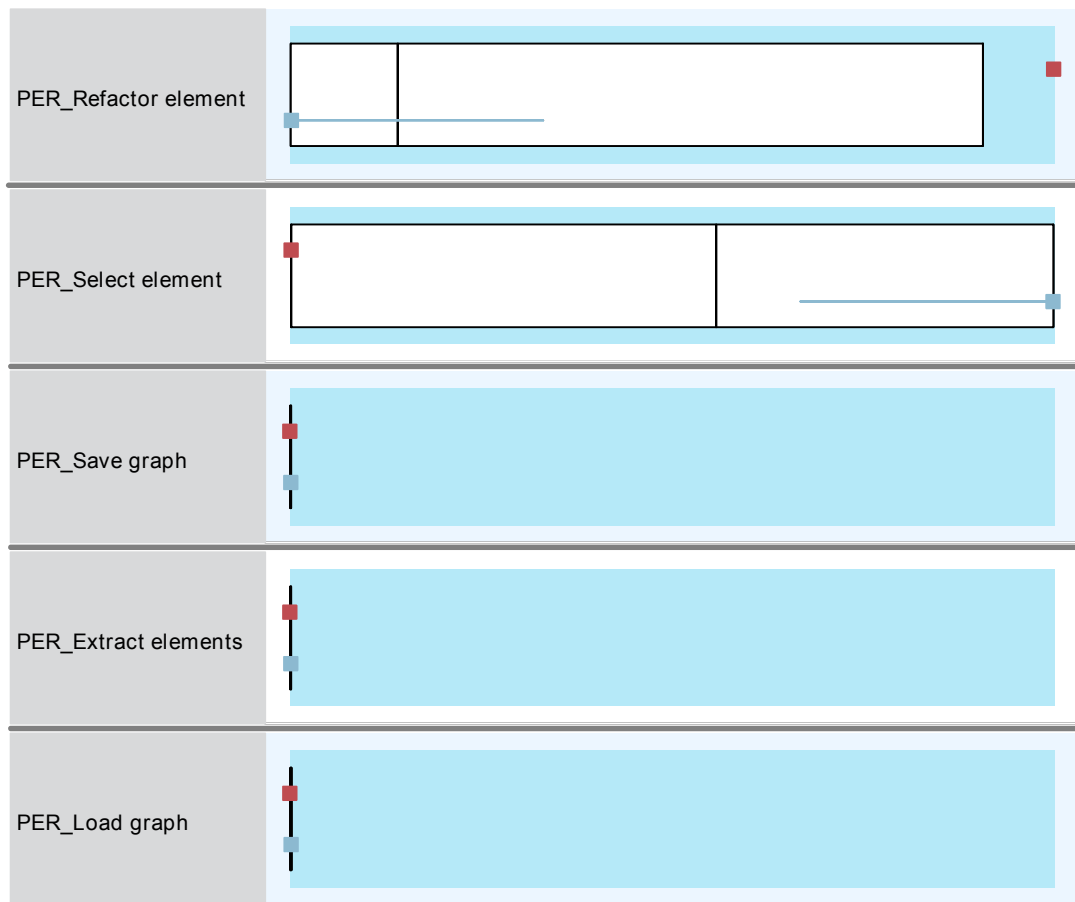 PER_Refactor element
PER_Select element
PER_Save graph
PER_Extract elements
PER_Load graph